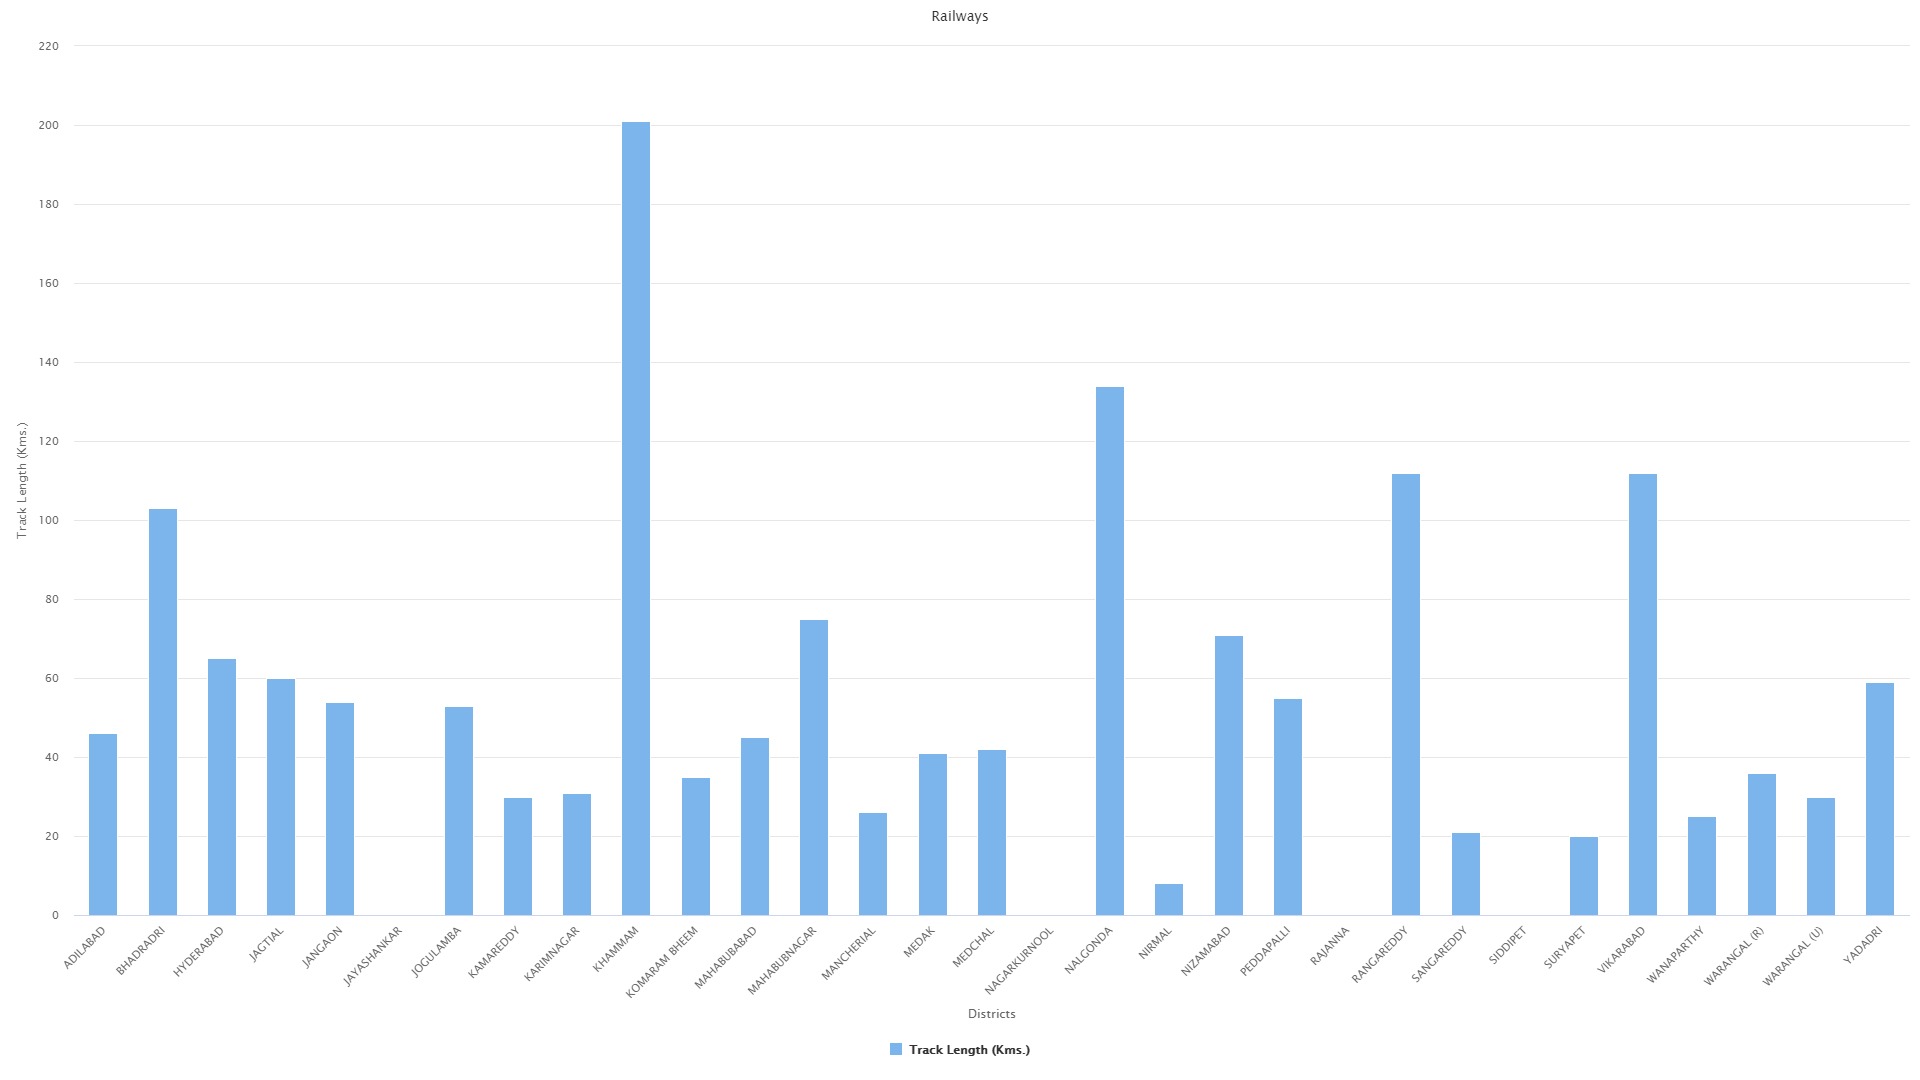 Railways
220
200
180
160
140
120
100
80
60
40
20
0
Track Length (Kms.)
ADILABAD
BHADRADRI
HYDERABAD
JAGTIAL
JANGAON
JAYASHANKAR
JOGULAMBA
KAMAREDDY
KARIMNAGAR
KHAMMAM
KOMARAM BHEEM
MAHABUBABAD
MAHABUBNAGAR
MANCHERIAL
MEDAK
MEDCHAL
NAGARKURNOOL
NALGONDA
NIRMAL
NIZAMABAD
PEDDAPALLI
RAJANNA
RANGAREDDY
SANGAREDDY
SIDDIPET
SURYAPET
VIKARABAD
WANAPARTHY
WARANGAL (R)
WARANGAL (U)
YADADRI
Districts
Track Length (Kms.)